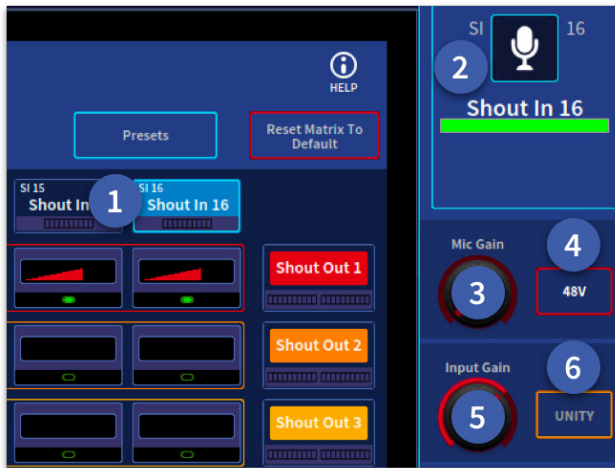 SI 16
2
HELP
Shout In 16
Presets
Reset Matrix To
Default
SI 15
Shout In
1
SI 16
Shout In 16
Mic Gain
4
3
48V
Shout Out 1
Shout Out 2
Input Gain
6
5
UNITY
Shout Out 3